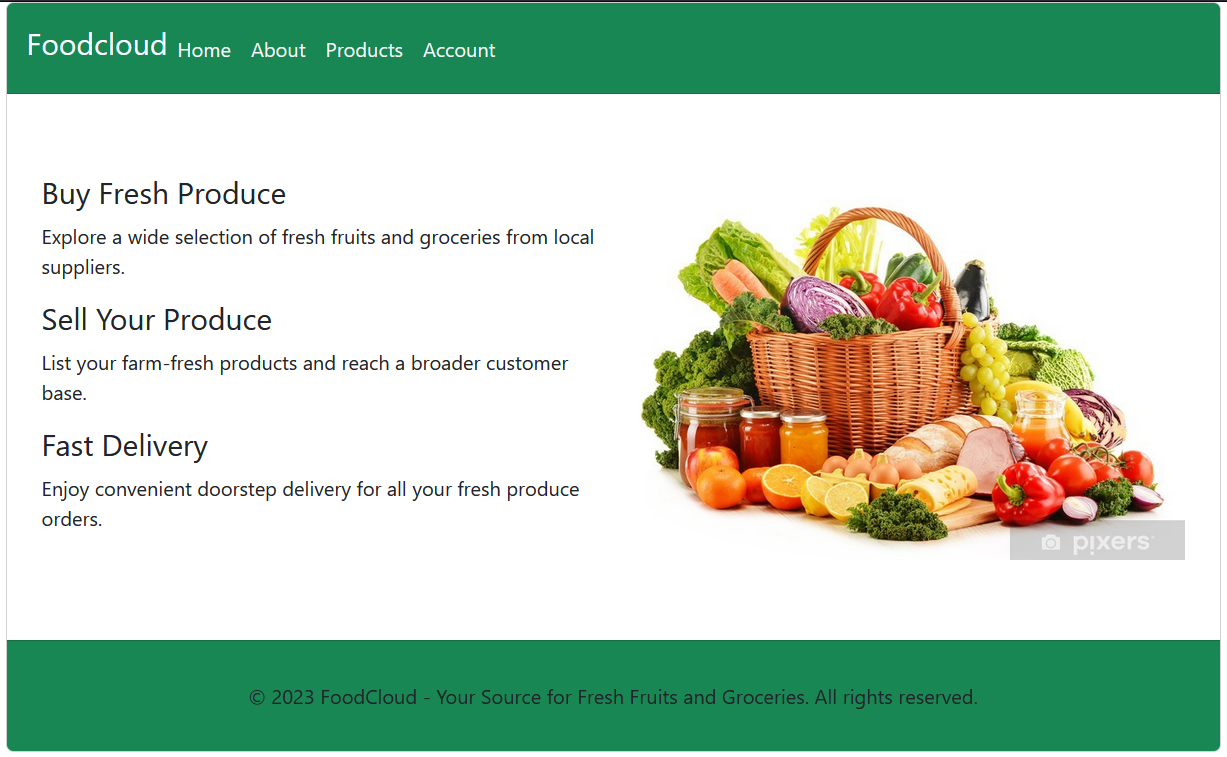 Foodcloud Home About Products Account
Buy Fresh Produce
Explore a wide selection of fresh fruits and groceries from local
suppliers.
Sell Your Produce
List your farm-fresh products and reach a broader customer
base.
Fast Delivery
Enjoy convenient doorstep delivery for all your fresh produce
orders.
pixers
© 2023 FoodCloud - Your Source for Fresh Fruits and Groceries. All rights reserved.